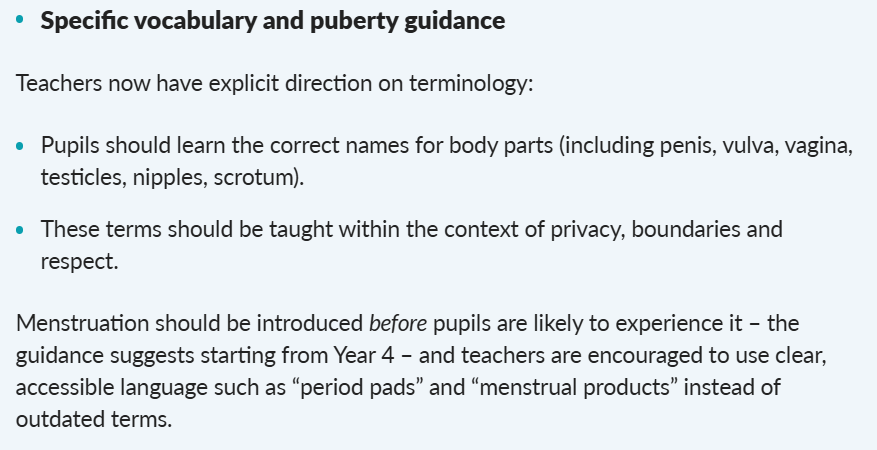 • Specific vocabulary and puberty guidance
Teachers now have explicit direction on terminology:
• Pupils should learn the correct names for body parts (including penis, vulva, vagina,
testicles, nipples, scrotum).
• These terms should be taught within the context of privacy, boundaries and
respect.
Menstruation should be introduced before pupils are likely to experience it – the
guidance suggests starting from Year 4 – and teachers are encouraged to use clear,
accessible language such as “period pads” and “menstrual products” instead of
outdated terms.